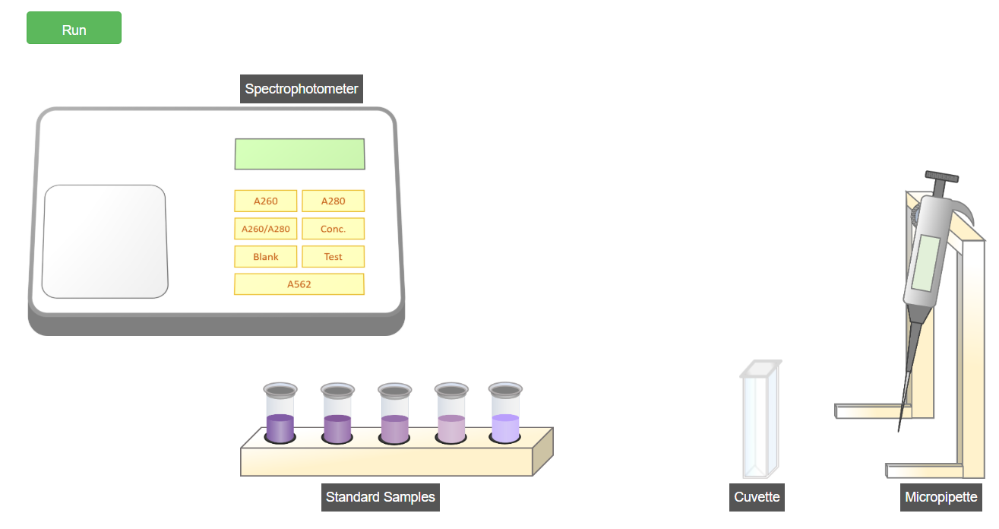 Run
Spectrophotometer
A260 A280
A260/A280 Conc.
Blank Test
A562
Standard Samples
Cuvette
Micropipette